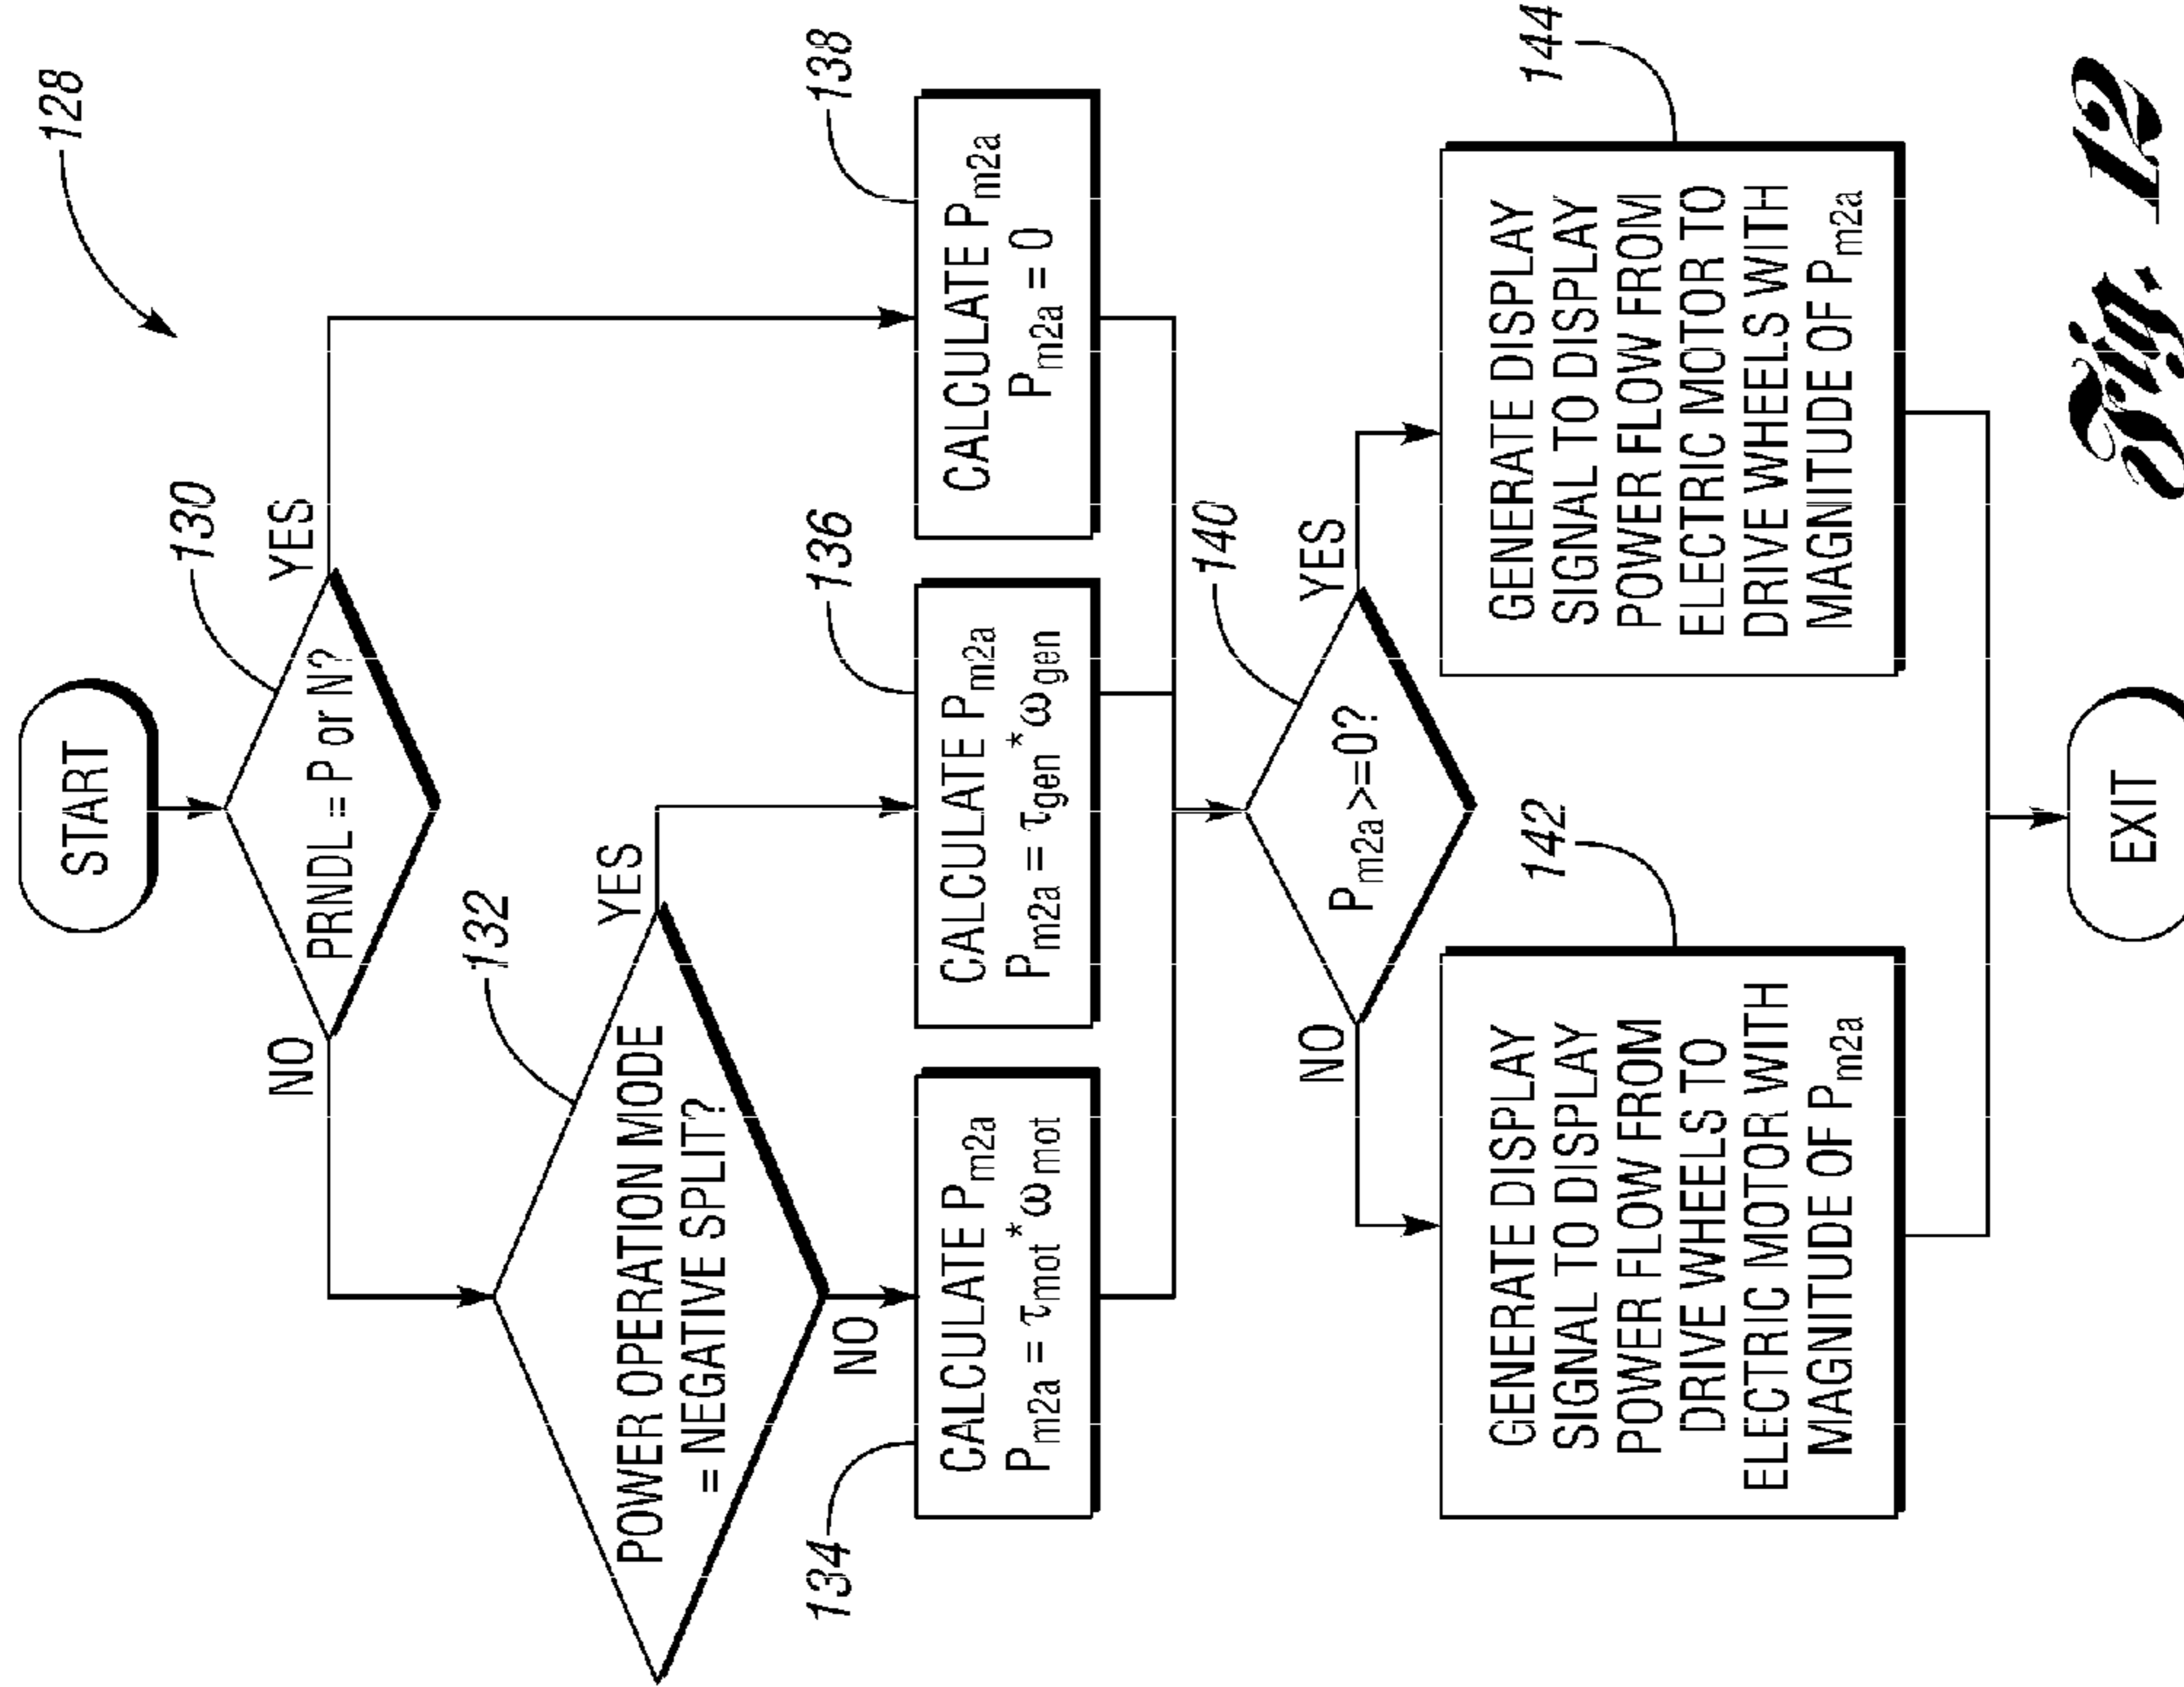 128
START
130
PRNDL = P or N?
NO
YES
132
POWER OPERATION MODE
= NEGATIVE SPLIT?
YES
NO
134
CALCULATE Pm2a
Pm2a = τmot*ωmot
136
CALCULATE Pm2a
Pm2a = τgen*ωgen
138
CALCULATE Pm2a
Pm2a = 0
140
Pm2a >=0?
NO
YES
142
GENERATE DISPLAY
SIGNAL TO DISPLAY
POWER FLOW FROM
DRIVE WHEELS TO
ELECTRIC MOTOR WITH
MAGNITUDE OF Pm2a
144
GENERATE DISPLAY
SIGNAL TO DISPLAY
POWER FLOW FROM
ELECTRIC MOTOR TO
DRIVE WHEELS WITH
MAGNITUDE OF Pm2a
EXIT
Fig. 12